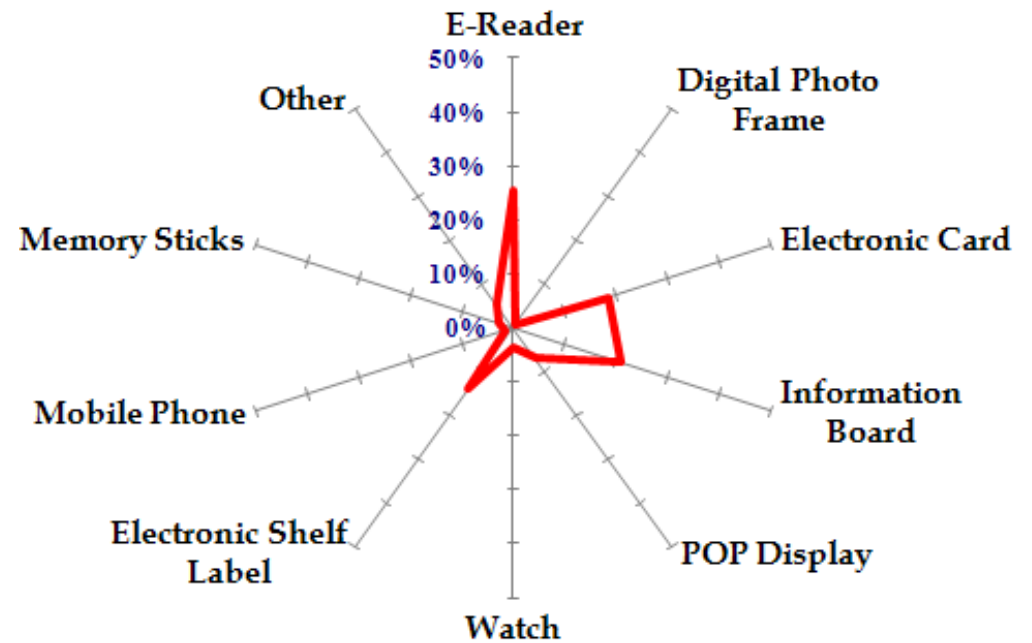 E-Reader
50%
Digital Photo
Frame
Other
40%
30%
20%
Memory Sticks
Electronic Card
10%
0%
Mobile Phone
Information
Board
Electronic Shelf
Label
POP Display
Watch